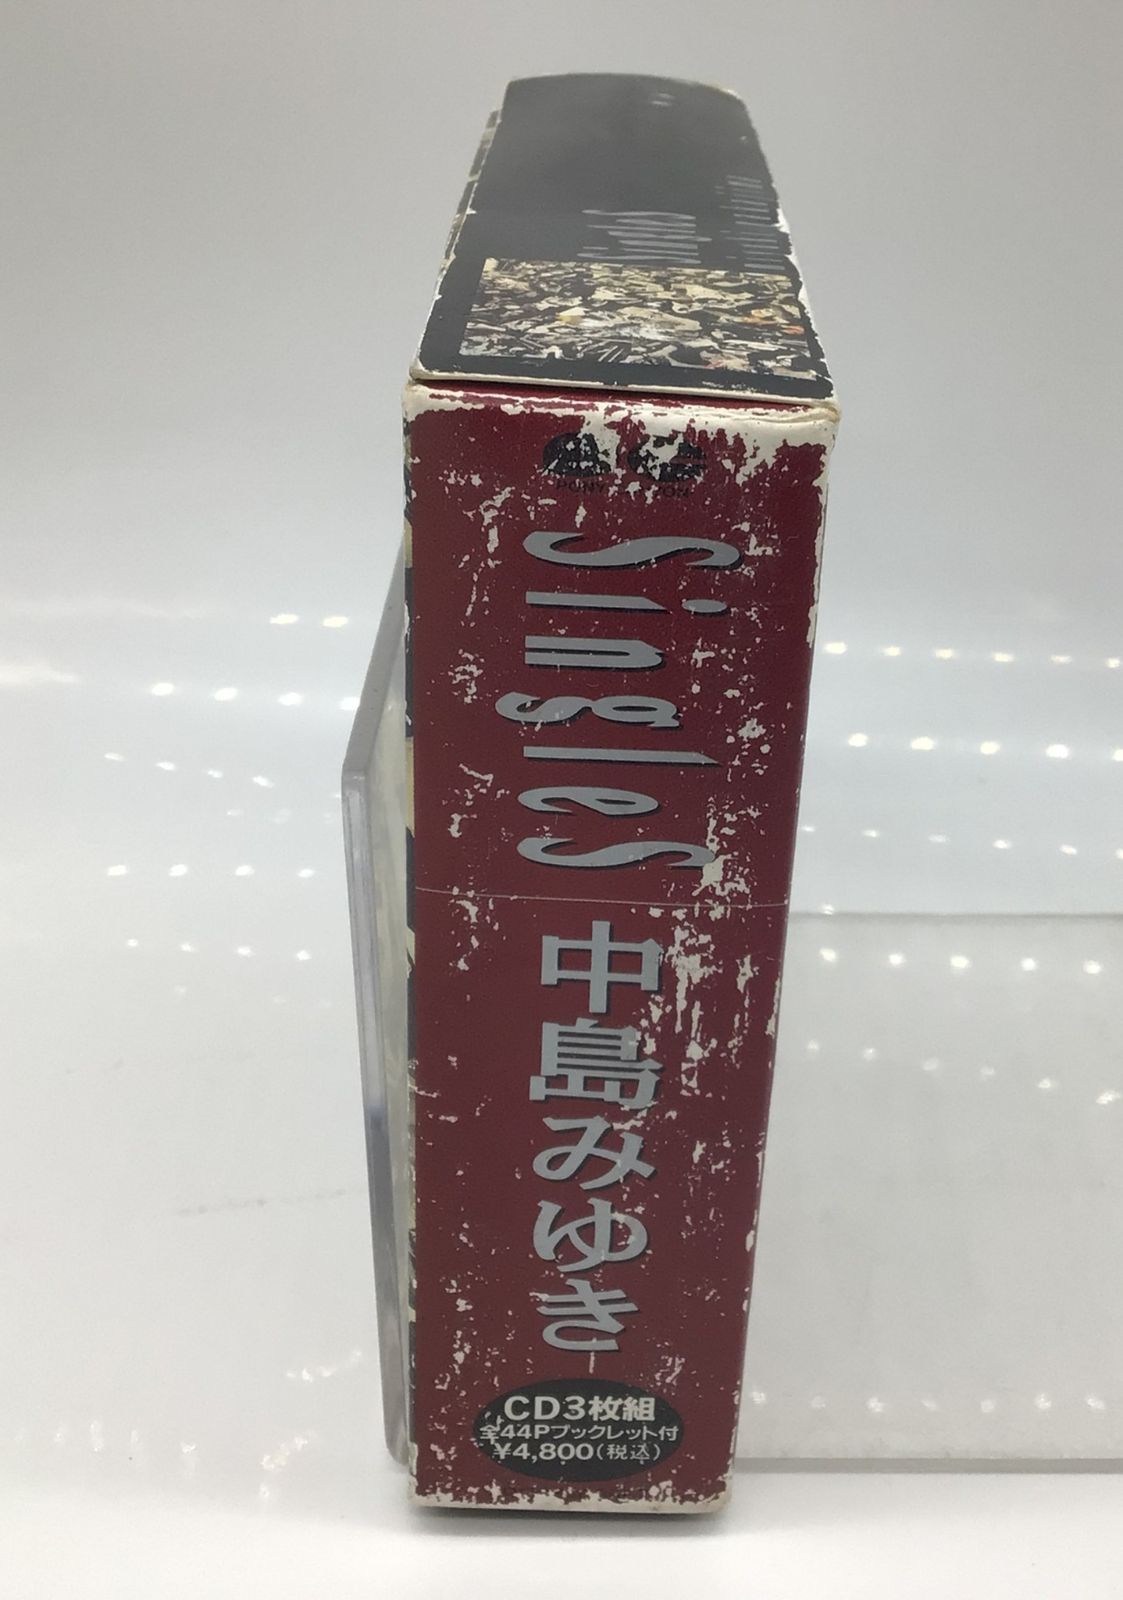 PONY
Singles
中島みゆき
CD3枚組
全44Pブックレット付
¥4,800(税込)